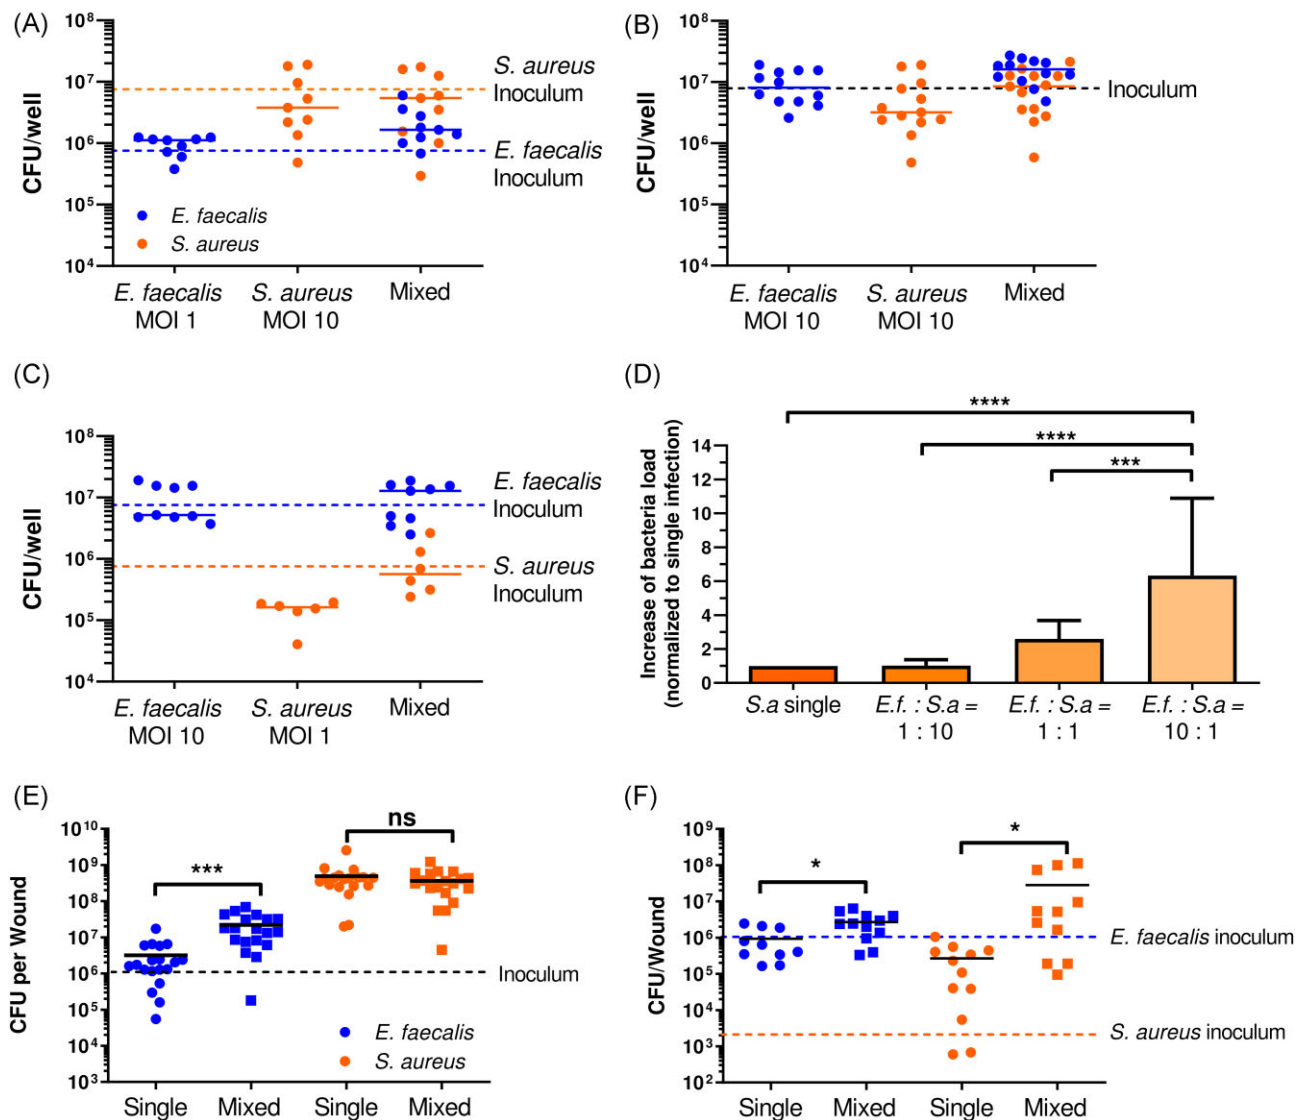 (A)
CFU/well
10⁸
10⁷
10⁶
10⁵
10⁴
S. aureus
Inoculum
E. faecalis
Inoculum
E. faecalis
S. aureus
E. faecalis
MOI 1
S. aureus
MOI 10
Mixed
(B)
CFU/well
10⁸
10⁷
10⁶
10⁵
10⁴
Inoculum
E. faecalis
MOI 10
S. aureus
MOI 10
Mixed
(C)
CFU/well
10⁸
10⁷
10⁶
10⁵
10⁴
E. faecalis
Inoculum
S. aureus
Inoculum
E. faecalis
MOI 10
S. aureus
MOI 1
Mixed
(D)
Increase of bacteria load
(normalized to single infection)
14
12
10
8
6
4
2
0
****
****
***
S.a single
E.f. : S.a =
1 : 10
E.f. : S.a =
1 : 1
E.f. : S.a =
10 : 1
(E)
CFU per Wound
10¹⁰
10⁹
10⁸
10⁷
10⁶
10⁵
10⁴
10³
***
ns
Inoculum
E. faecalis
S. aureus
Single
Mixed
Single
Mixed
(F)
CFU/Wound
10⁹
10⁸
10⁷
10⁶
10⁵
10⁴
10³
10²
*
*
E. faecalis inoculum
S. aureus inoculum
Single
Mixed
Single
Mixed